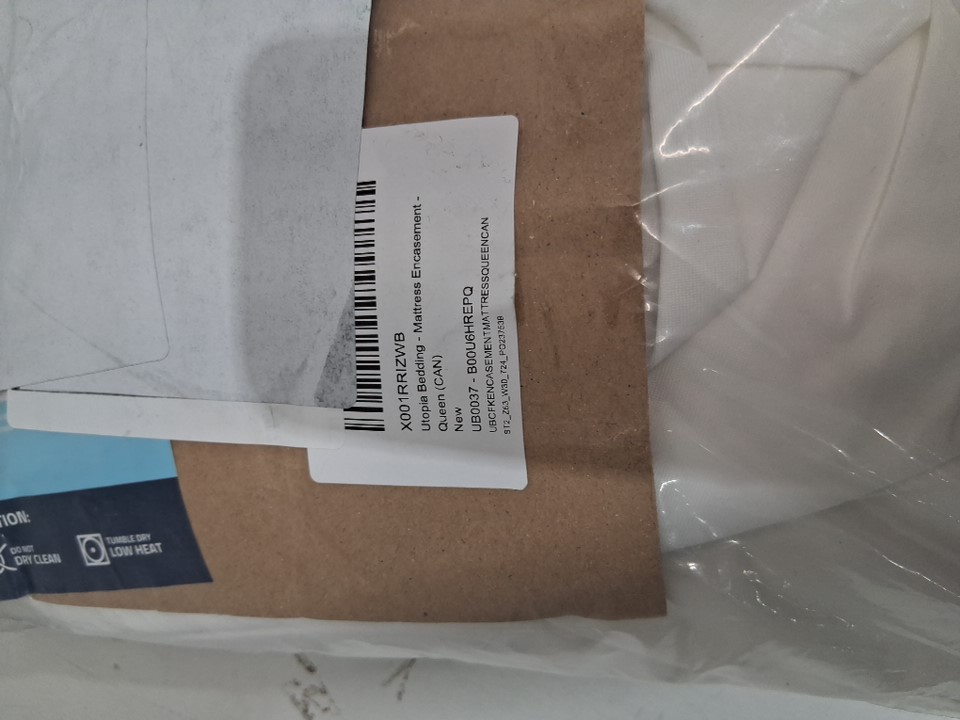 X001RRIZWB
Utopia Bedding - Mattress Encasement -
Queen (CAN)
New
UB0037 - B00U6HREPQ
UBCFKENCASEMENTMATTRESSQUEENCAN
ST2_Z63_W30_T24_PO237539
TION:
DO NOT
DRY CLEAN
TUMBLE DRY
LOW HEAT